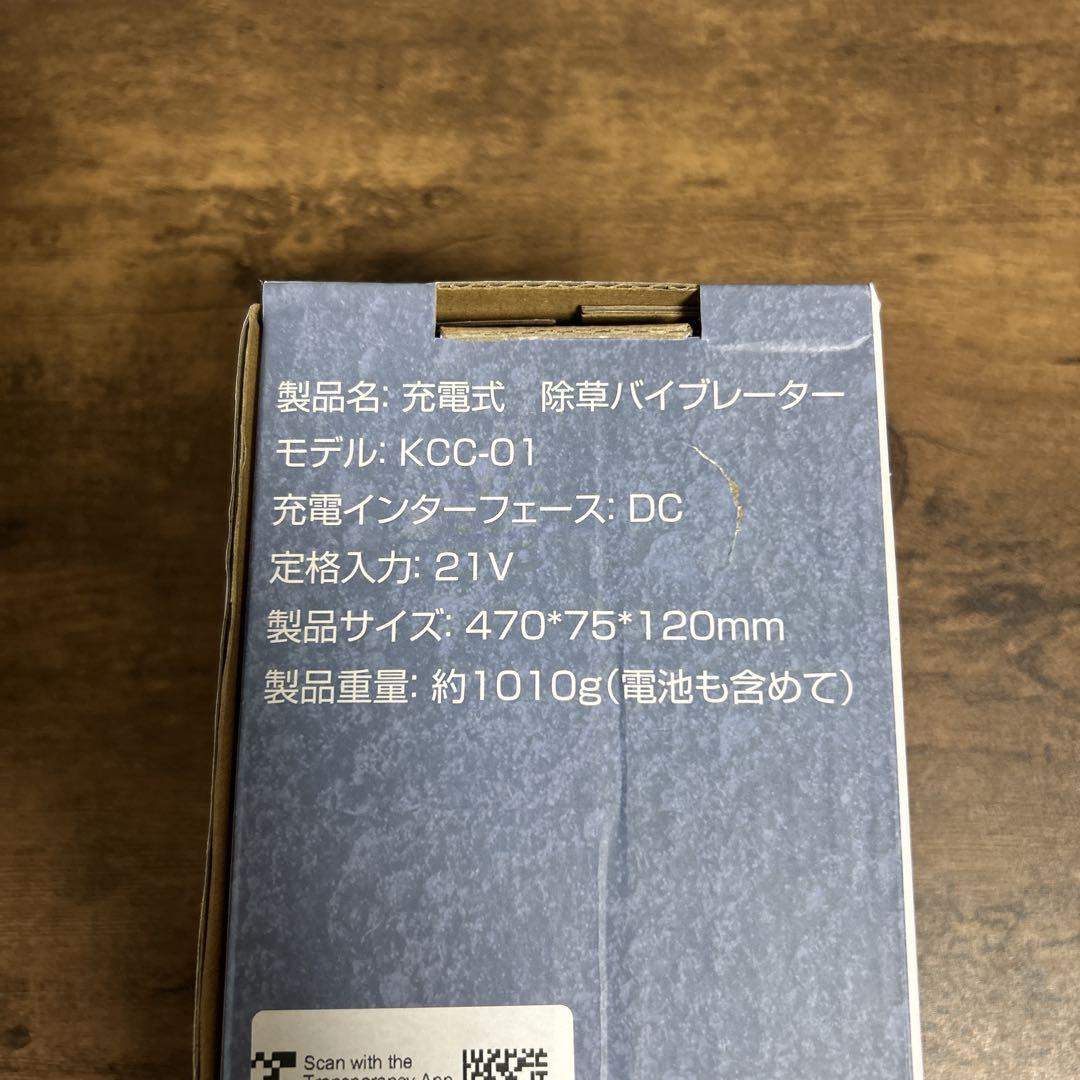 製品名: 充電式　除草バイブレーター
モデル: KCC-01
充電インターフェース: DC
定格入力: 21V
製品サイズ: 470*75*120mm
製品重量: 約1010g(電池も含めて)
Scan with the
Transparency App